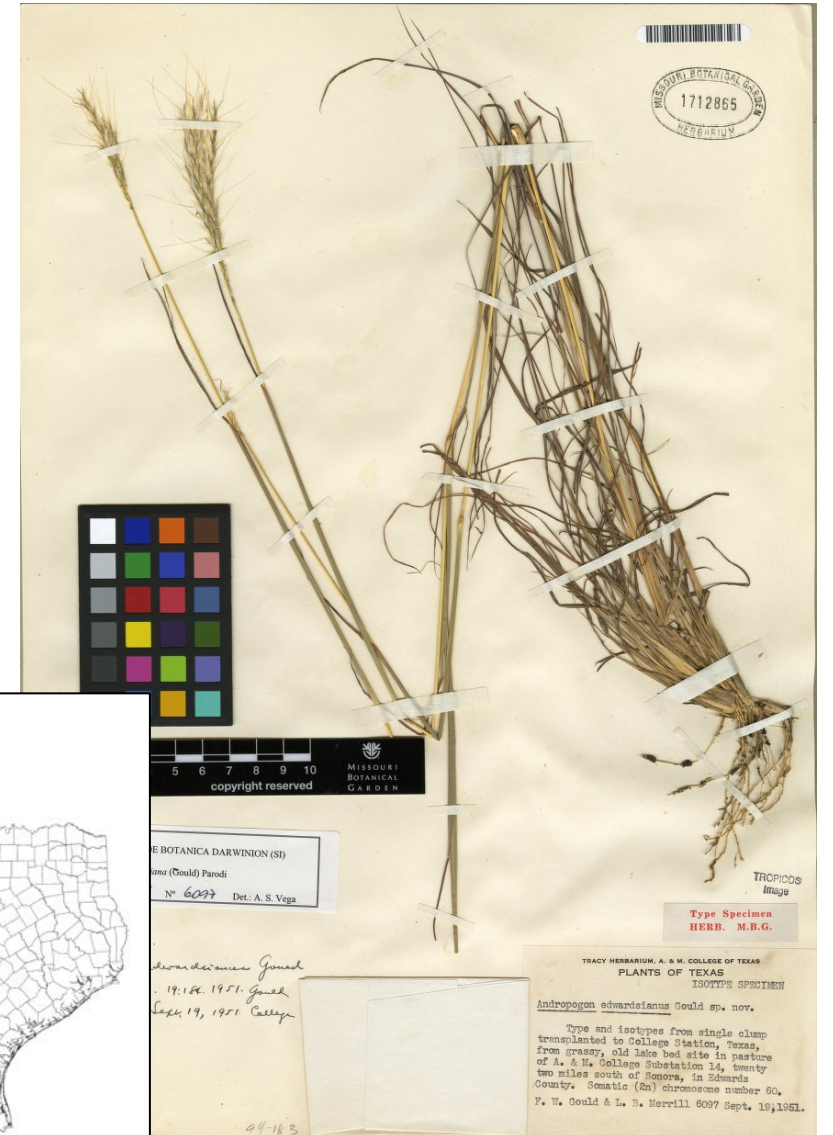 MISSOURI BOTANICAL GARDEN
1712865
HERBARIUM
5 6 7 8 9 10
copyright reserved
MISSOURI
BOTANICAL
GARDEN
E BOTANICA DARWINION (SI)
iana (Gould) Parodi
Nº 6097 Det.: A. S. Vega
TROPICOS
Image
Type Specimen
HERB. M.B.G.
edwardsianus Gould
. 19:182. 1951. Gould
Sept. 19, 1951. College
TRACY HERBARIUM, A. & M. COLLEGE OF TEXAS
PLANTS OF TEXAS
ISOTYPE SPECIMEN
Andropogon edwardsianus Gould sp. nov.
Type and isotypes from single clump
transplanted to College Station, Texas,
from grassy, old lake bed site in pasture
of A. & M. College Substation 14, twenty
two miles south of Sonora, in Edwards
County. Somatic (2n) chromosome number 60.
F. W. Gould & L. B. Merrill 6097 Sept. 19,1951.